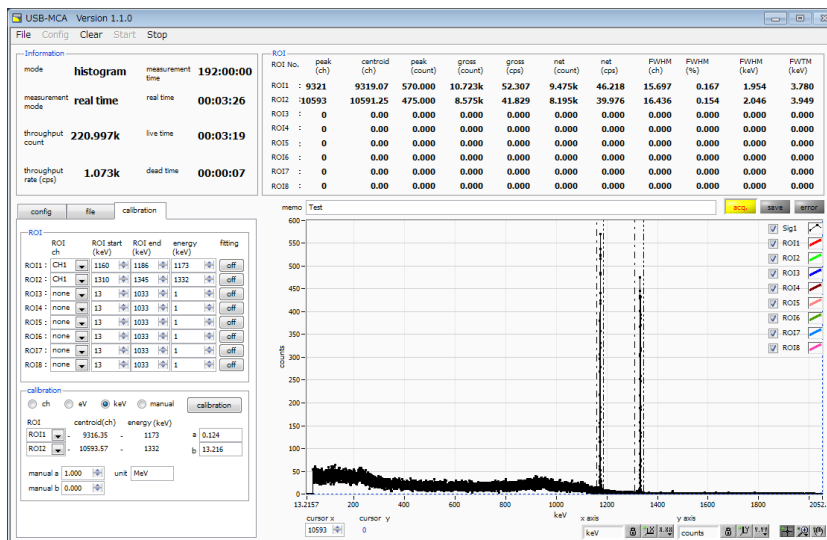 USB-MCA Version 1.1.0
File Config Clear Start Stop
Information
mode histogram measurement time 192:00:00
measurement mode real time real time 00:03:26
throughput count 220.997k live time 00:03:19
throughput rate (cps) 1.073k dead time 00:00:07
ROI
ROI No. peak (ch) centroid (ch) peak (count) gross (count) gross (cps) net (count) net (cps) FWHM (ch) FWHM (%) FWHM (keV) FWTM (keV)
ROI1 : 9321 9319.07 570.000 10.723k 52.307 9.475k 46.218 15.697 0.167 1.954 3.780
ROI2 : 10593 10591.25 475.000 8.575k 41.829 8.195k 39.976 16.436 0.154 2.046 3.949
ROI3 : 0 0.00 0.000 0.000 0.000 0.000 0.000 0.000 0.000 0.000 0.000
ROI4 : 0 0.00 0.000 0.000 0.000 0.000 0.000 0.000 0.000 0.000 0.000
ROI5 : 0 0.00 0.000 0.000 0.000 0.000 0.000 0.000 0.000 0.000 0.000
ROI6 : 0 0.00 0.000 0.000 0.000 0.000 0.000 0.000 0.000 0.000 0.000
ROI7 : 0 0.00 0.000 0.000 0.000 0.000 0.000 0.000 0.000 0.000 0.000
ROI8 : 0 0.00 0.000 0.000 0.000 0.000 0.000 0.000 0.000 0.000 0.000
config file calibration
ROI
ROI ch ROI start (keV) ROI end (keV) energy (keV) fitting
ROI1 : CH1 1160 1186 1173 off
ROI2 : CH1 1310 1345 1332 off
ROI3 : none 13 1033 1 off
ROI4 : none 13 1033 1 off
ROI5 : none 13 1033 1 off
ROI6 : none 13 1033 1 off
ROI7 : none 13 1033 1 off
ROI8 : none 13 1033 1 off
calibration
ch eV keV manual calibration
ROI centroid(ch) energy (keV)
ROI1 - 9316.35 - 1173 a 0.124
ROI2 - 10593.57 - 1332 b 13.216
manual a 1.000 unit MeV
manual b 0.000
memo Test acq. save error
600
550
500
450
400
350
300
250
200
150
100
50
0
counts
Sig1
ROI1
ROI2
ROI3
ROI4
ROI5
ROI6
ROI7
ROI8
13.2157 200 400 600 800 1000 1200 1400 1600 1800 2052.
keV
cursor x cursor y x axis y axis
10593 0 keV counts